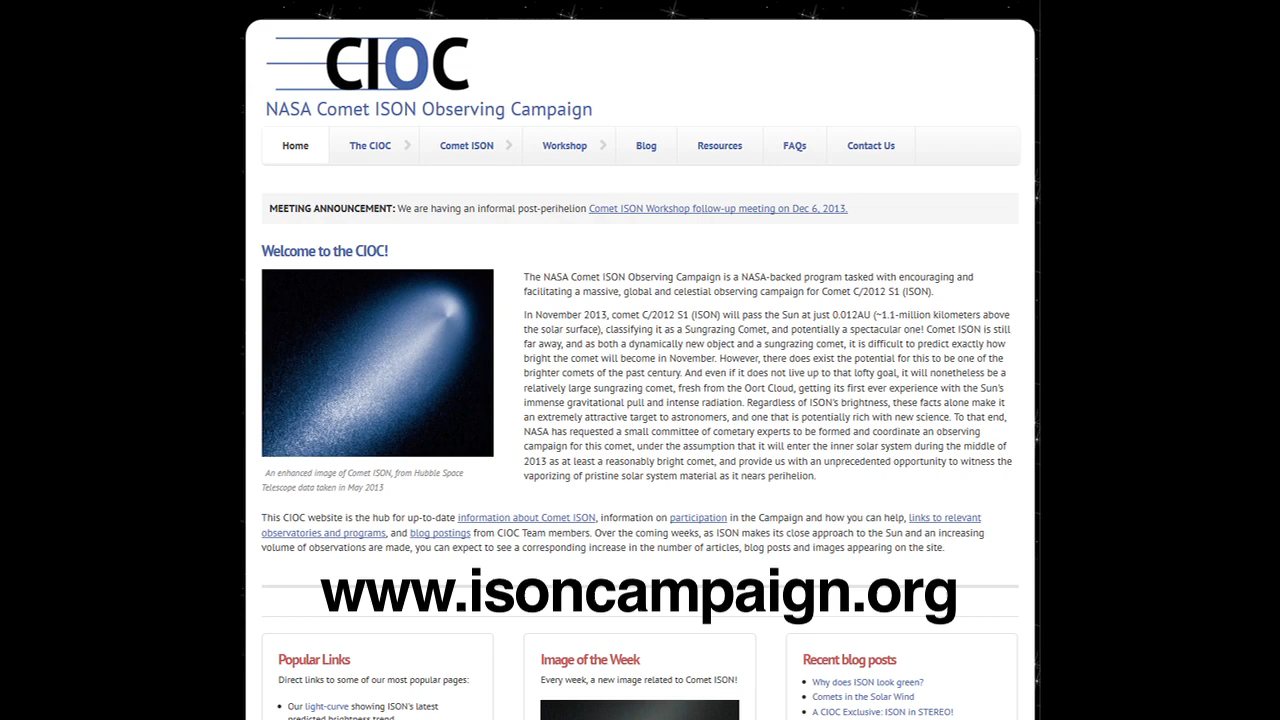 CIOC
NASA Comet ISON Observing Campaign
Home The CIOC Comet ISON Workshop Blog Resources FAQs Contact Us
MEETING ANNOUNCEMENT: We are having an informal post-perihelion Comet ISON Workshop follow-up meeting on Dec 6, 2013.
Welcome to the CIOC!
The NASA Comet ISON Observing Campaign is a NASA-backed program tasked with encouraging and
facilitating a massive, global and celestial observing campaign for Comet C/2012 S1 (ISON).
In November 2013, comet C/2012 S1 (ISON) will pass the Sun at just 0.012AU (~1.1-million kilometers above
the solar surface), classifying it as a Sungrazing Comet, and potentially a spectacular one! Comet ISON is still
far away, and as both a dynamically new object and a sungrazing comet, it is difficult to predict exactly how
bright the comet will become in November. However, there does exist the potential for this to be one of the
brighter comets of the past century. And even if it does not live up to that lofty goal, it will nonetheless be a
relatively large sungrazing comet, fresh from the Oort Cloud, getting its first ever experience with the Sun's
immense gravitational pull and intense radiation. Regardless of ISON's brightness, these facts alone make it
an extremely attractive target to astronomers, and one that is potentially rich with new science. To that end,
NASA has requested a small committee of cometary experts to be formed and coordinate an observing
campaign for this comet, under the assumption that it will enter the inner solar system during the middle of
2013 as at least a reasonably bright comet, and provide us with an unprecedented opportunity to witness the
vaporizing of pristine solar system material as it nears perihelion.
An enhanced image of Comet ISON, from Hubble Space
Telescope data taken in May 2013
This CIOC website is the hub for up-to-date information about Comet ISON, information on participation in the Campaign and how you can help, links to relevant
observatories and programs, and blog postings from CIOC Team members. Over the coming weeks, as ISON makes its close approach to the Sun and an increasing
volume of observations are made, you can expect to see a corresponding increase in the number of articles, blog posts and images appearing on the site.
www.isoncampaign.org
Popular Links
Direct links to some of our most popular pages:
Our light-curve showing ISON's latest
predicted brightness trend
Image of the Week
Every week, a new image related to Comet ISON!
Recent blog posts
Why does ISON look green?
Comets in the Solar Wind
A CIOC Exclusive: ISON in STEREO!